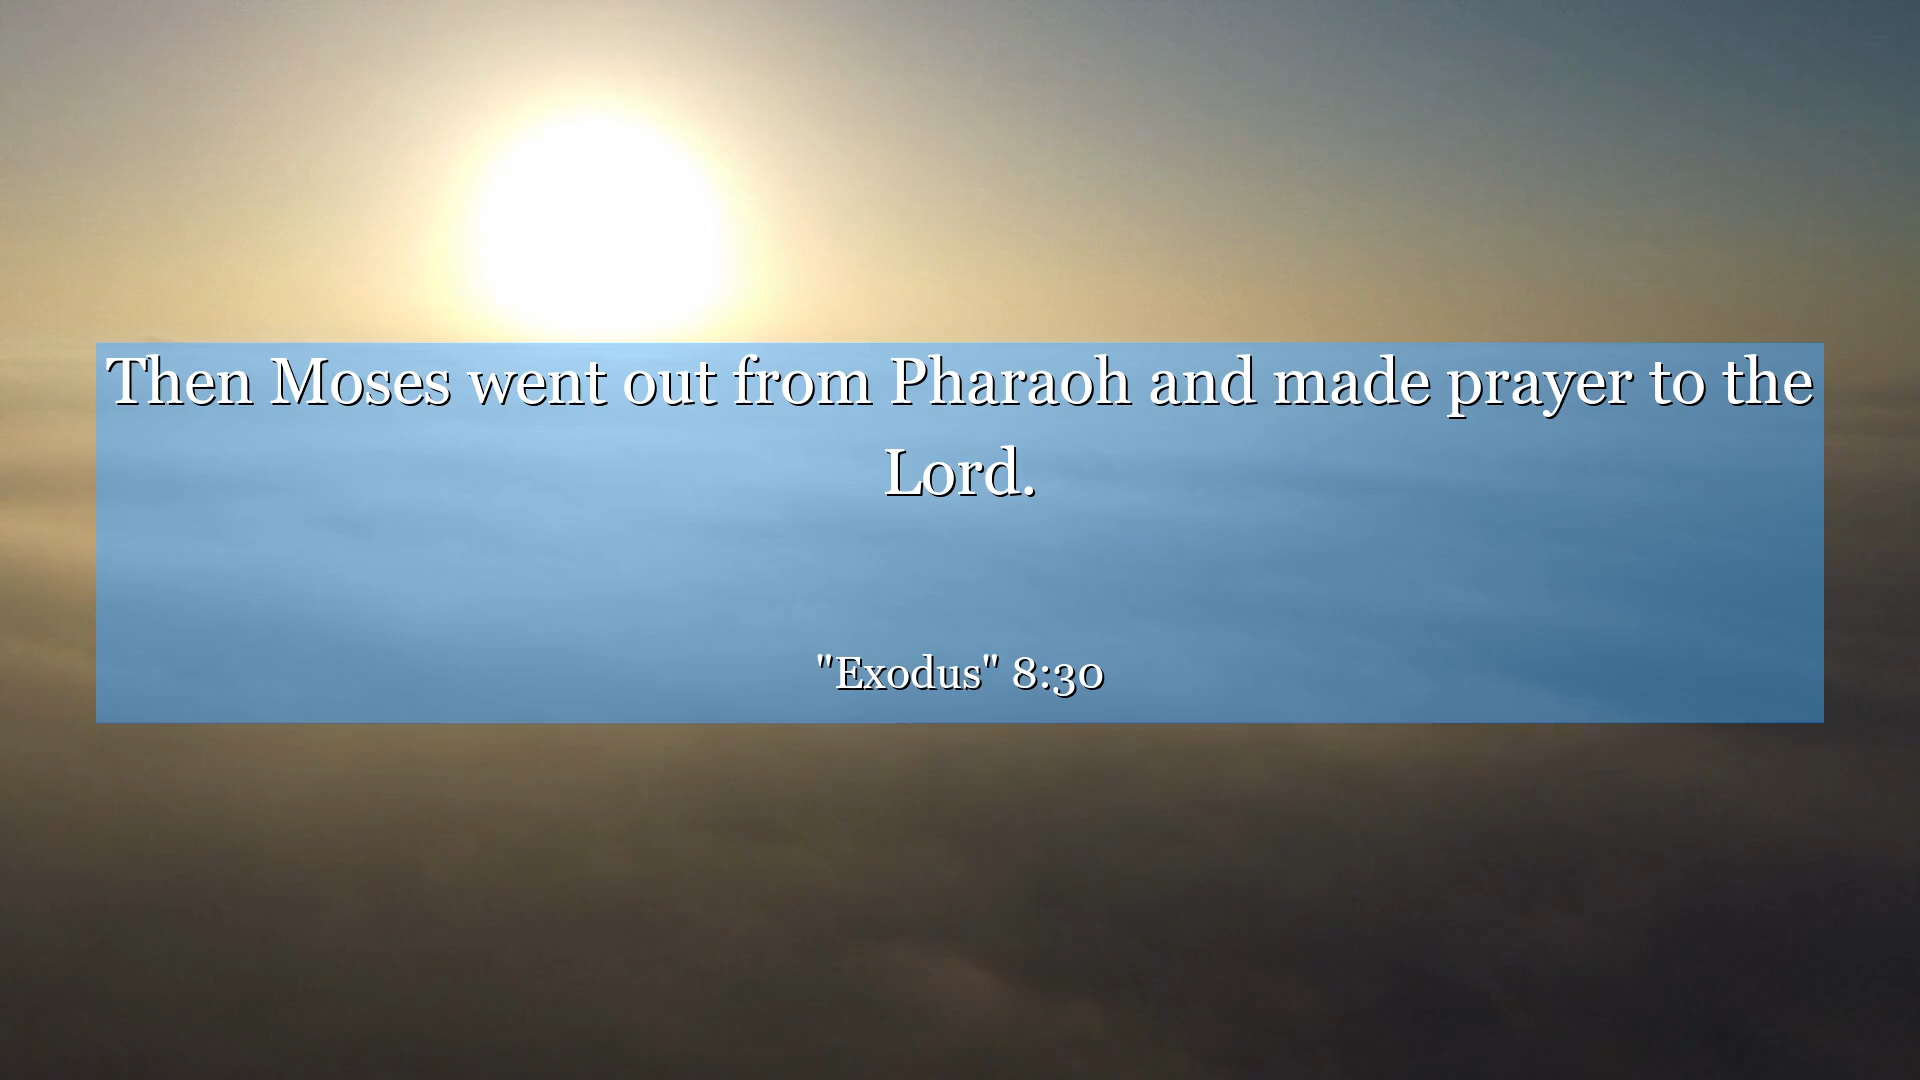 Then Moses went out from Pharaoh and made prayer to the
Lord.
"Exodus" 8:30